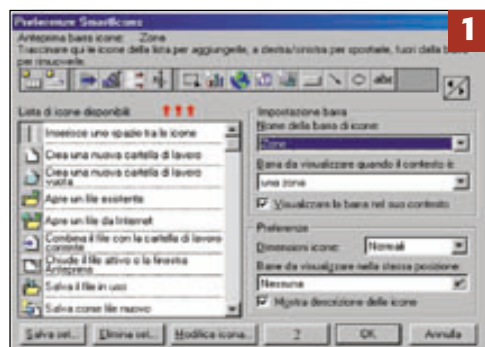 Preferenze SmartIcons
1
Anteprima barra icone: Zone
Trascinare qui le icone della lista per aggiungerle, a destra/sinistra per spostarle, fuori dalla barra
per rimuoverle.
abc
Lista di icone disponibili
Inserisce uno spazio tra le icone
Crea una nuova cartella di lavoro
Crea una nuova cartella di lavoro
vuota
Apre un file esistente
Apre un file da Internet
Combina il file con la cartella di lavoro
corrente
Chiude il file attivo o la finestra
Anteprima
Salva il file in uso
Salva come file nuovo
Impostazione barra
Nome della barra di icone:
Zone
Barra da visualizzare quando il contesto è:
una zona
Visualizzare la barra nel suo contesto
Preferenze
Dimensioni icone:
Normali
Barre da visualizzare nella stessa posizione:
Nessuna
Mostra descrizione delle icone
Salva set...
Elimina set...
Modifica icona...
?
OK
Annulla